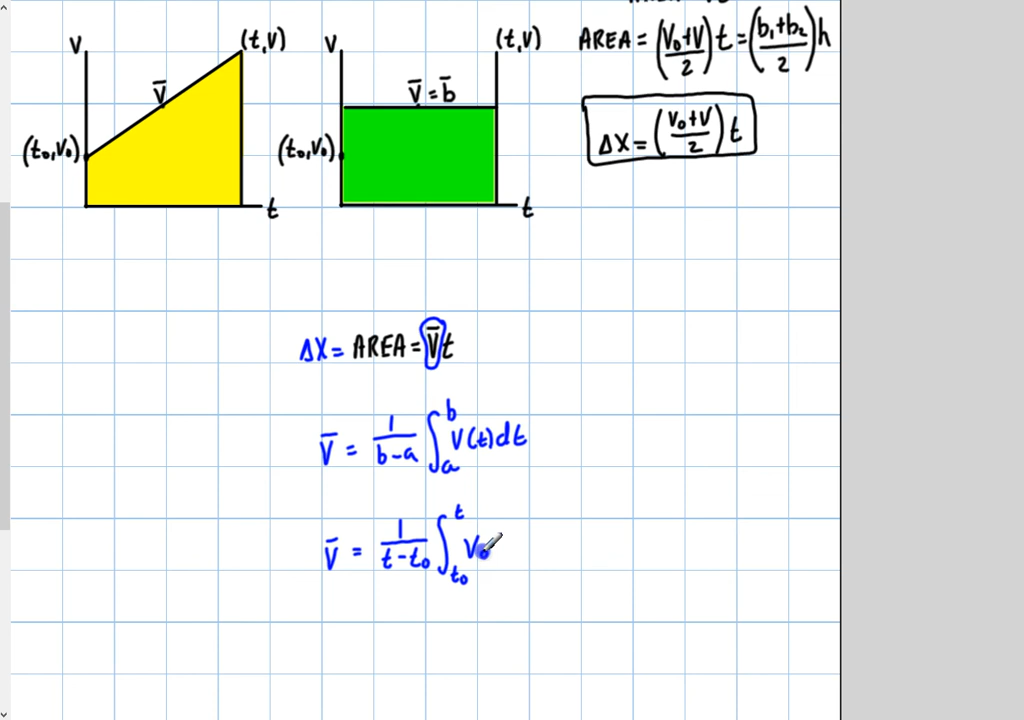 AREA = (V₀+V / 2) t = (b₁+b₂ / 2) h
ΔX = (V₀+V / 2) t
V
V̄
(t,V)
(t₀,V₀)
t
V
(t,V)
V̄ = b̄
(t₀,V₀)
t
ΔX = AREA = V̄t
V̄ = 1/(b-a) ∫ₐᵇ V(t)dt
V̄ = 1/(t-t₀) ∫ₜ₀ᵗ V₀